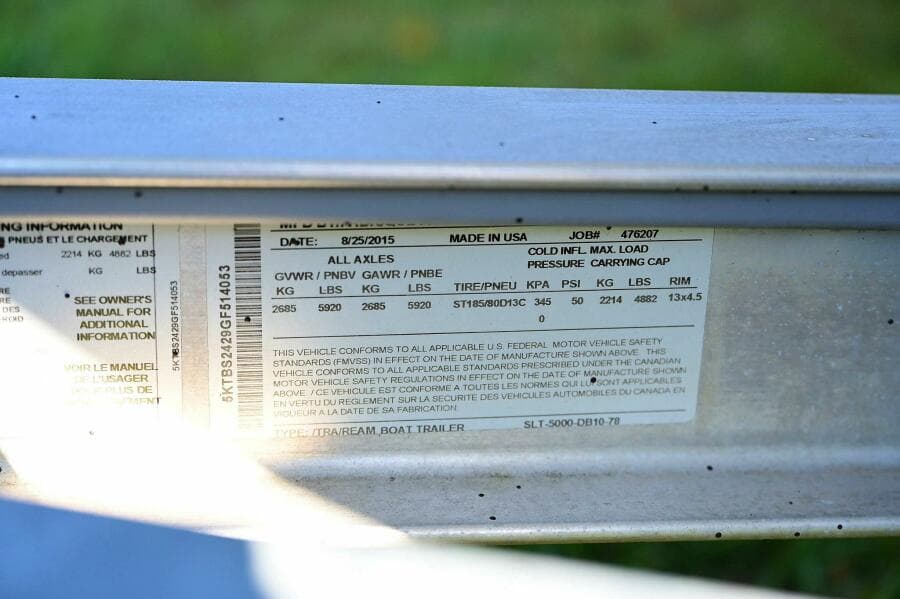 NG INFORMATION
PNEUS ET LE CHARGEMENT
2214 KG 4882 LBS
depasser KG LBS
SEE OWNER'S
MANUAL FOR
ADDITIONAL
INFORMATION
VOIR LE MANUEL
DE L'USAGER
POUR PLUS DE
5KTBS2429GF514053
5KTBS2429GF514053
DATE: 8/25/2015 MADE IN USA JOB# 476207
ALL AXLES COLD INFL. MAX. LOAD
GVWR / PNBV GAWR / PNBE PRESSURE CARRYING CAP
KG LBS KG LBS TIRE/PNEU KPA PSI KG LBS RIM
2685 5920 2685 5920 ST185/80D13C 345 50 2214 4882 13x4.5
0
THIS VEHICLE CONFORMS TO ALL APPLICABLE U.S. FEDERAL MOTOR VEHICLE SAFETY
STANDARDS (FMVSS) IN EFFECT ON THE DATE OF MANUFACTURE SHOWN ABOVE. THIS
VEHICLE CONFORMS TO ALL APPLICABLE STANDARDS PRESCRIBED UNDER THE CANADIAN
MOTOR VEHICLE SAFETY REGULATIONS IN EFFECT ON THE DATE OF MANUFACTURE SHOWN
ABOVE. / CE VEHICULE EST CONFORME A TOUTES LES NORMES QUI LUI SONT APPLICABLES
EN VERTU DU REGLEMENT SUR LA SECURITE DES VEHICULES AUTOMOBILES DU CANADA EN
VIGUEUR A LA DATE DE SA FABRICATION.
TYPE: /TRA/REAM BOAT TRAILER SLT-5000-DB10-78